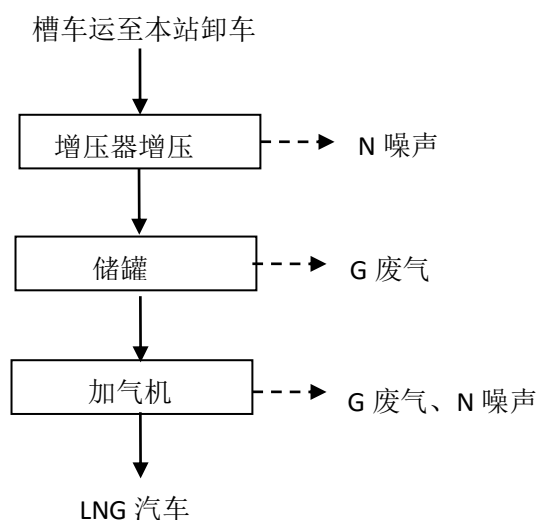 槽车运至本站卸车
增压器增压
N 噪声
储罐
G 废气
加气机
G 废气、N 噪声
LNG 汽车